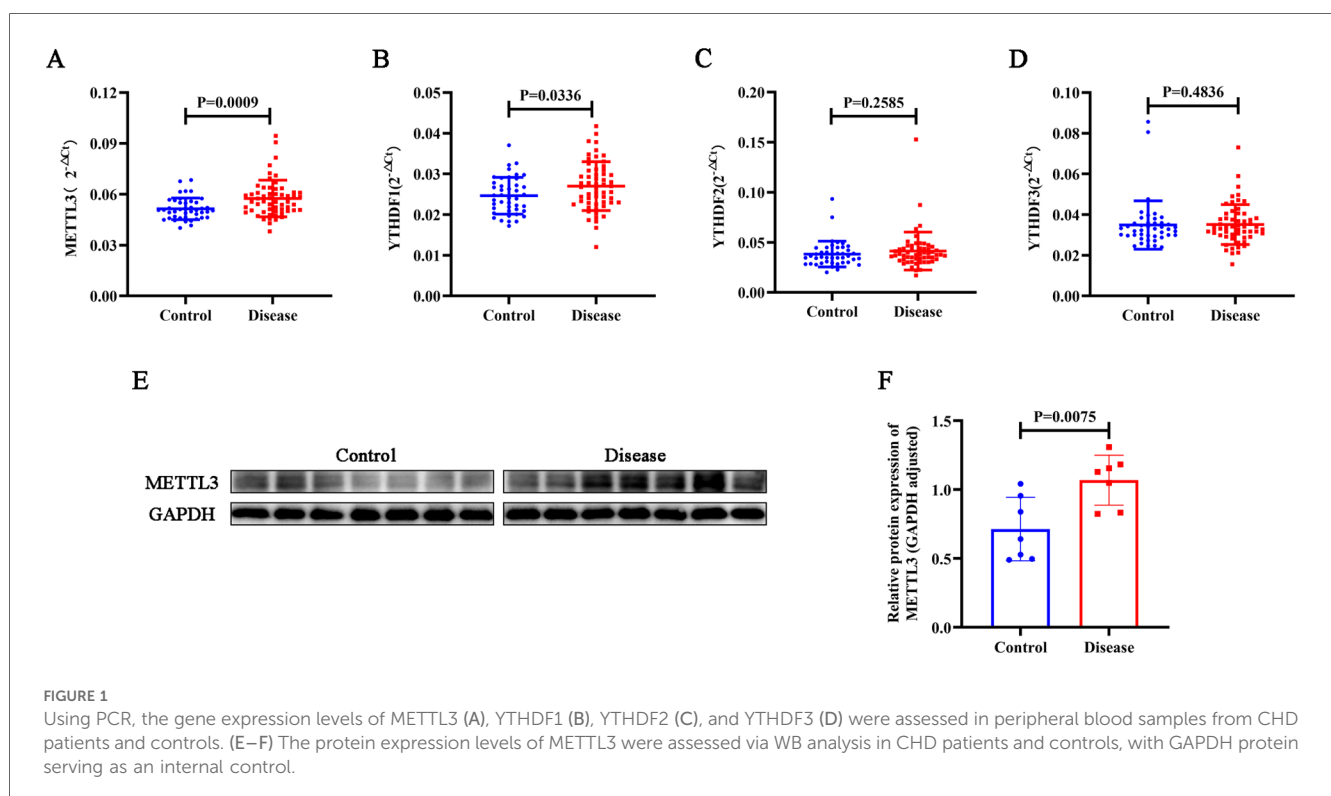 A
B
C
D
0.12
0.09
0.06
0.03
0.00
METTL3 ( 2^-ΔCt)
P=0.0009
Control Disease
0.05
0.04
0.03
0.02
0.01
0.00
YTHDF1(2^-ΔCt)
P=0.0336
Control Disease
0.20
0.15
0.10
0.05
0.00
YTHDF2(2^-ΔCt)
P=0.2585
Control Disease
0.10
0.08
0.06
0.04
0.02
0.00
YTHDF3(2^-ΔCt)
P=0.4836
Control Disease
E
Control Disease
METTL3
GAPDH
F
Relative protein expression of
METTL3 (GAPDH adjusted)
1.5
1.0
0.5
0.0
P=0.0075
Control Disease
FIGURE 1
Using PCR, the gene expression levels of METTL3 (A), YTHDF1 (B), YTHDF2 (C), and YTHDF3 (D) were assessed in peripheral blood samples from CHD
patients and controls. (E–F) The protein expression levels of METTL3 were assessed via WB analysis in CHD patients and controls, with GAPDH protein
serving as an internal control.